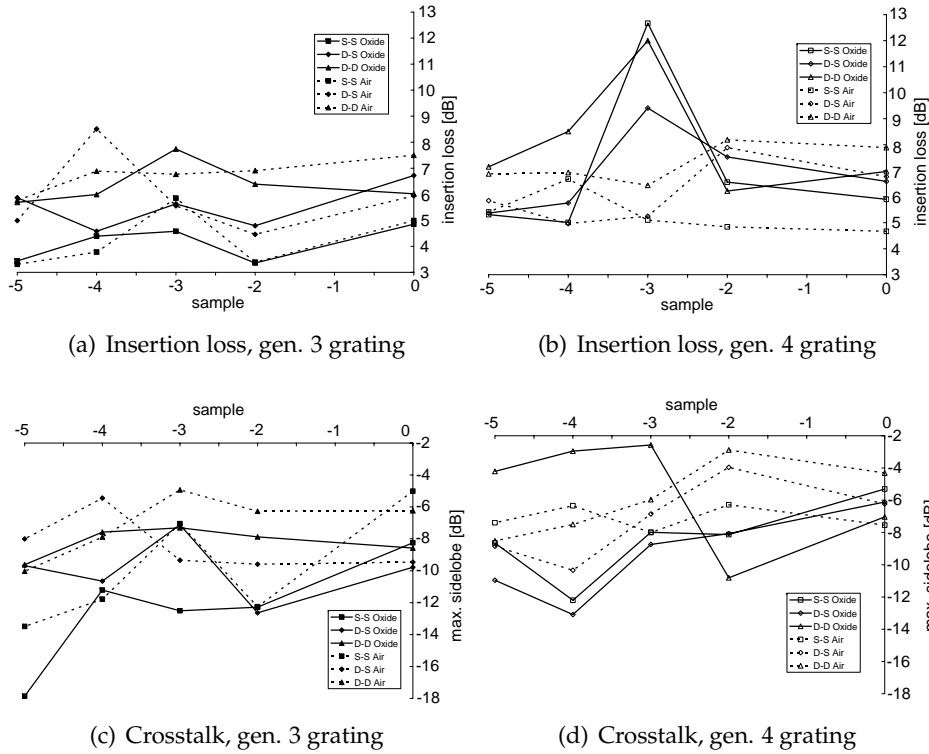 13
12
11
10
9
8
7
6
5
4
3
insertion loss [dB]
S-S Oxide
D-S Oxide
D-D Oxide
S-S Air
D-S Air
D-D Air
-5 -4 -3 -2 -1 0
sample
(a) Insertion loss, gen. 3 grating
13
12
11
10
9
8
7
6
5
4
3
insertion loss [dB]
S-S Oxide
D-S Oxide
D-D Oxide
S-S Air
D-S Air
D-D Air
-5 -4 -3 -2 -1 0
sample
(b) Insertion loss, gen. 4 grating
sample
-5 -4 -3 -2 -1 0
-2
-4
-6
-8
-10
-12
-14
-16
-18
max. sidelobe [dB]
S-S Oxide
D-S Oxide
D-D Oxide
S-S Air
D-S Air
D-D Air
(c) Crosstalk, gen. 3 grating
sample
-5 -4 -3 -2 -1 0
-2
-4
-6
-8
-10
-12
-14
-16
-18
max. sidelobe [dB]
S-S Oxide
D-S Oxide
D-D Oxide
S-S Air
D-S Air
D-D Air
(d) Crosstalk, gen. 4 grating